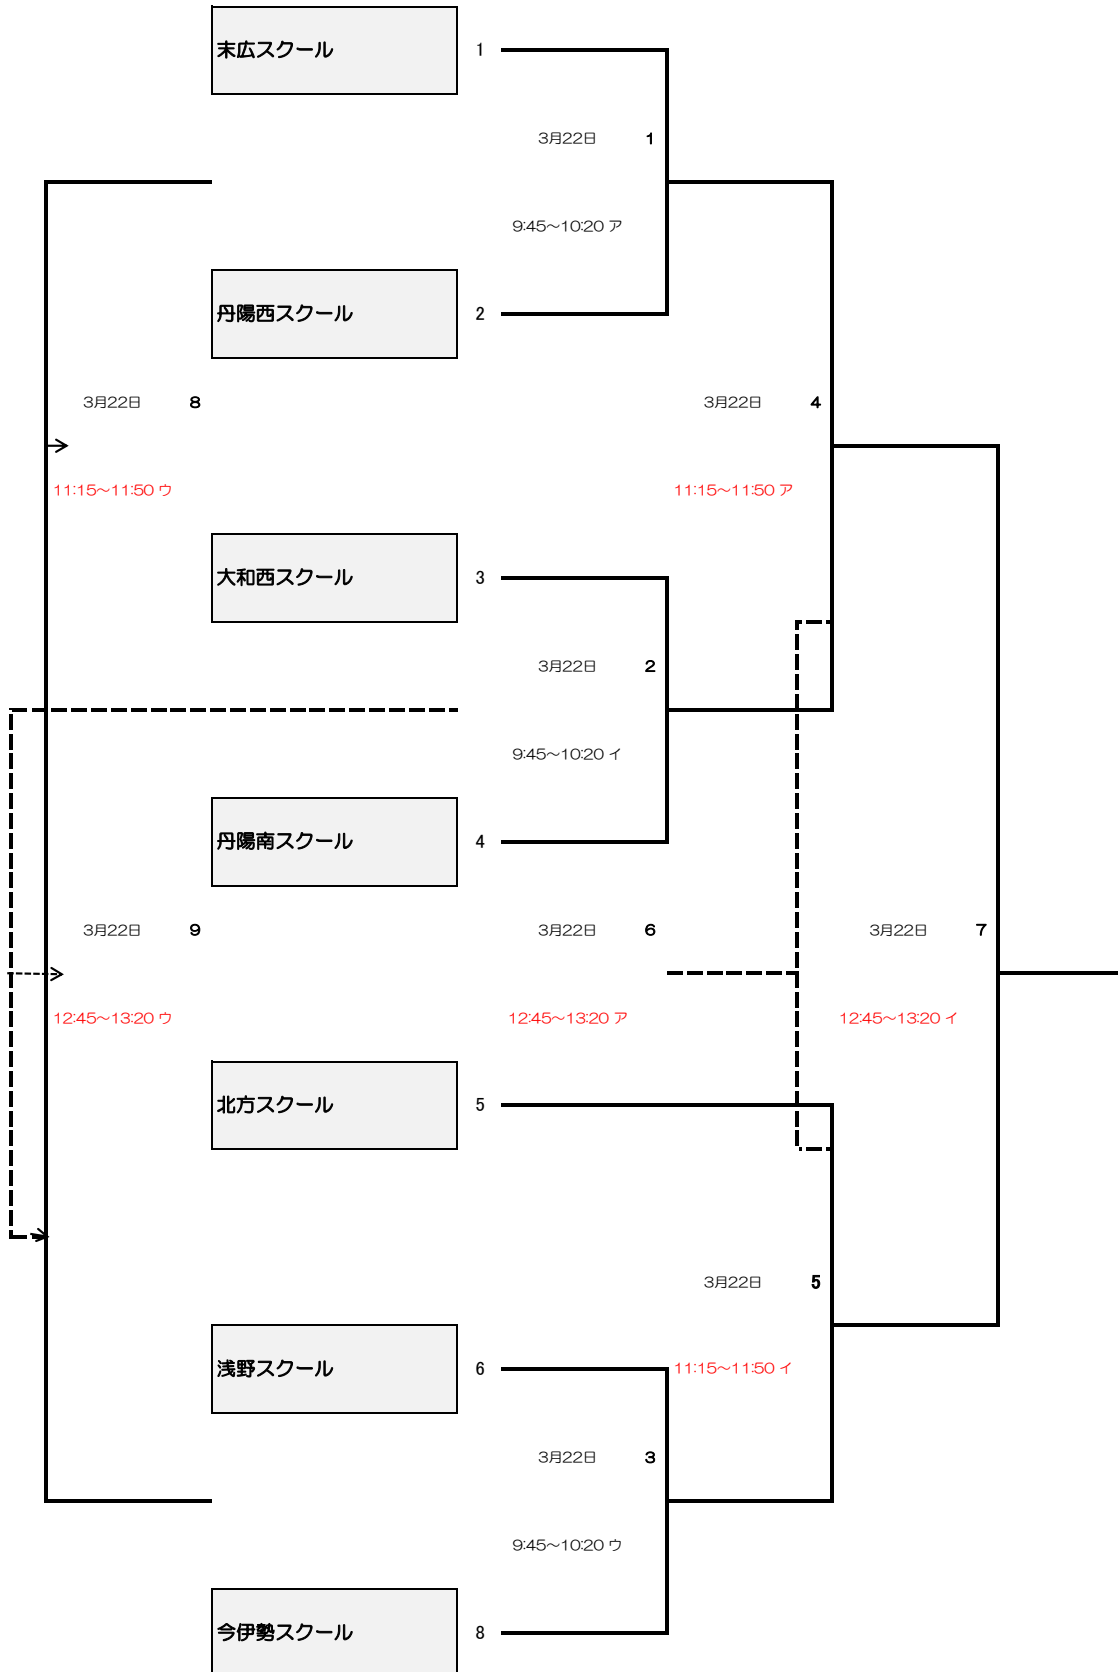 末広スクール 1
3月22日 1
9:45～10:20 ア
丹陽西スクール 2
3月22日 8 3月22日 4
11:15～11:50 ウ 11:15～11:50 ア
大和西スクール 3
3月22日 2
9:45～10:20 イ
丹陽南スクール 4
3月22日 9 3月22日 6 3月22日 7
12:45～13:20 ウ 12:45～13:20 ア 12:45～13:20 イ
北方スクール 5
3月22日 5
浅野スクール 6 11:15～11:50 イ
3月22日 3
9:45～10:20 ウ
今伊勢スクール 8